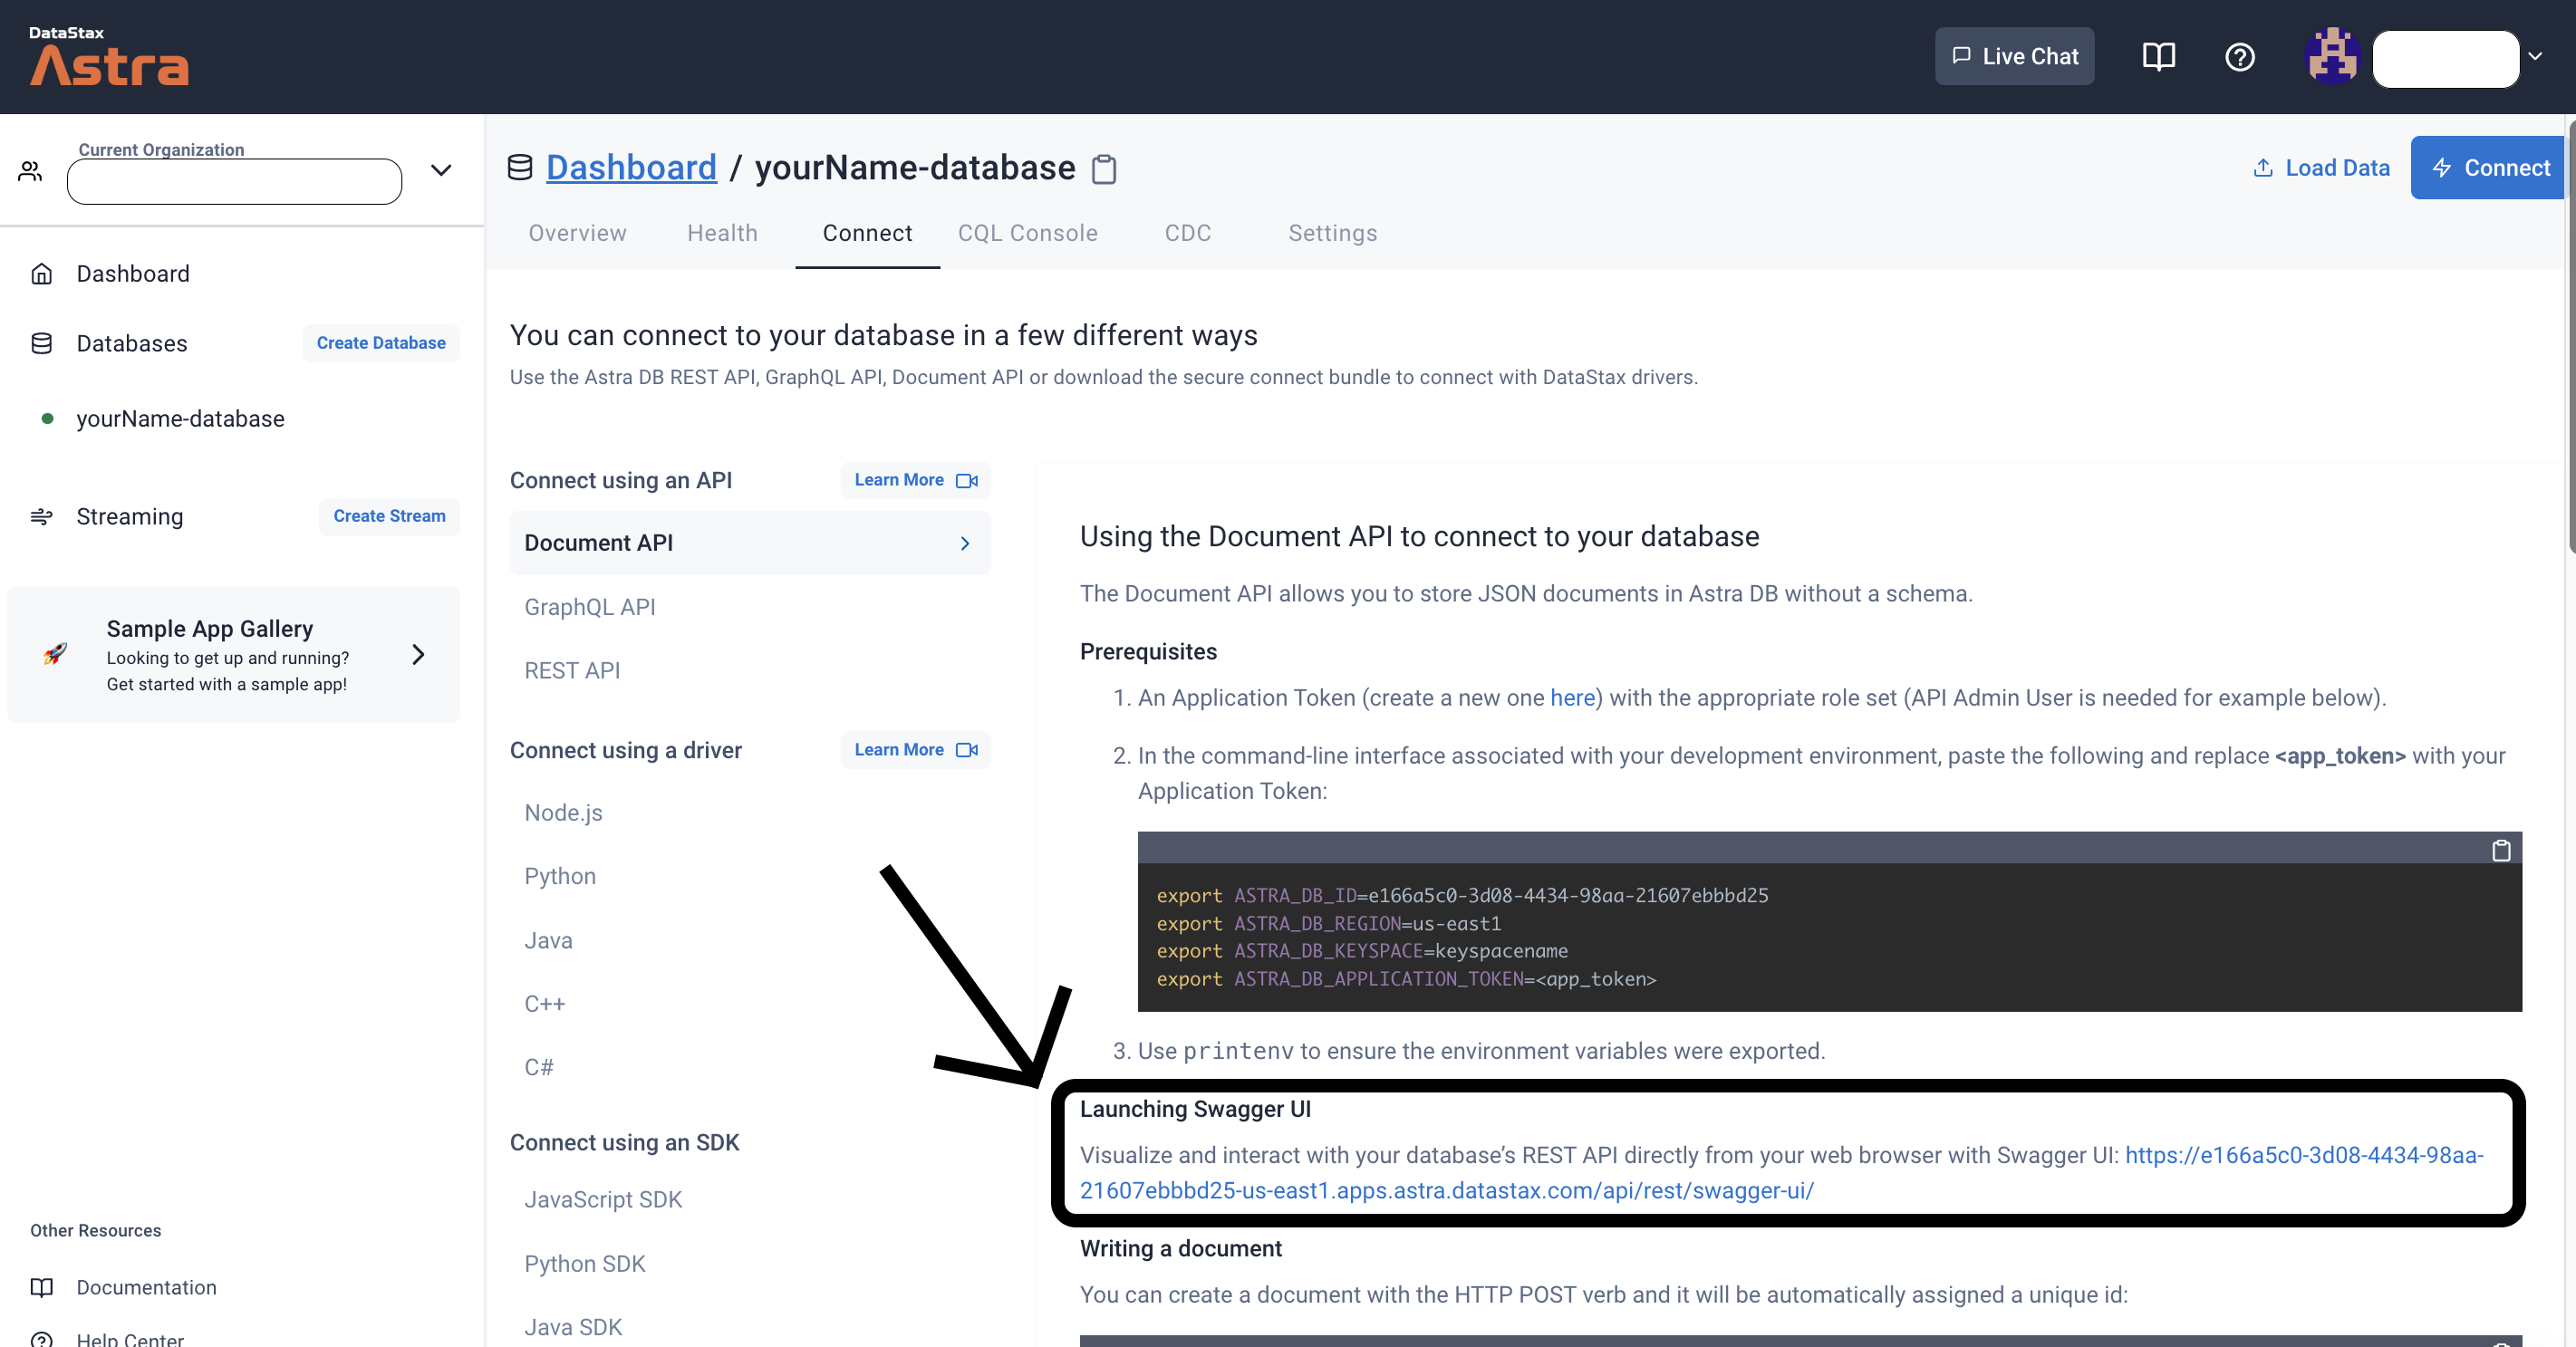 DataStax
Astra
Live Chat
Current Organization
Dashboard
Databases
Create Database
yourName-database
Streaming
Create Stream
Sample App Gallery
Looking to get up and running?
Get started with a sample app!
Other Resources
Documentation
Help Center
Dashboard / yourName-database
Load Data
Connect
Overview
Health
Connect
CQL Console
CDC
Settings
You can connect to your database in a few different ways
Use the Astra DB REST API, GraphQL API, Document API or download the secure connect bundle to connect with DataStax drivers.
Connect using an API
Learn More
Document API
GraphQL API
REST API
Connect using a driver
Learn More
Node.js
Python
Java
C++
C#
Connect using an SDK
JavaScript SDK
Python SDK
Java SDK
Using the Document API to connect to your database
The Document API allows you to store JSON documents in Astra DB without a schema.
Prerequisites
1. An Application Token (create a new one here) with the appropriate role set (API Admin User is needed for example below).
2. In the command-line interface associated with your development environment, paste the following and replace <app_token> with your
Application Token:
export ASTRA_DB_ID=e166a5c0-3d08-4434-98aa-21607ebbbd25
export ASTRA_DB_REGION=us-east1
export ASTRA_DB_KEYSPACE=keyspacename
export ASTRA_DB_APPLICATION_TOKEN=<app_token>
3. Use printenv to ensure the environment variables were exported.
Launching Swagger UI
Visualize and interact with your database’s REST API directly from your web browser with Swagger UI: https://e166a5c0-3d08-4434-98aa-
21607ebbbd25-us-east1.apps.astra.datastax.com/api/rest/swagger-ui/
Writing a document
You can create a document with the HTTP POST verb and it will be automatically assigned a unique id: